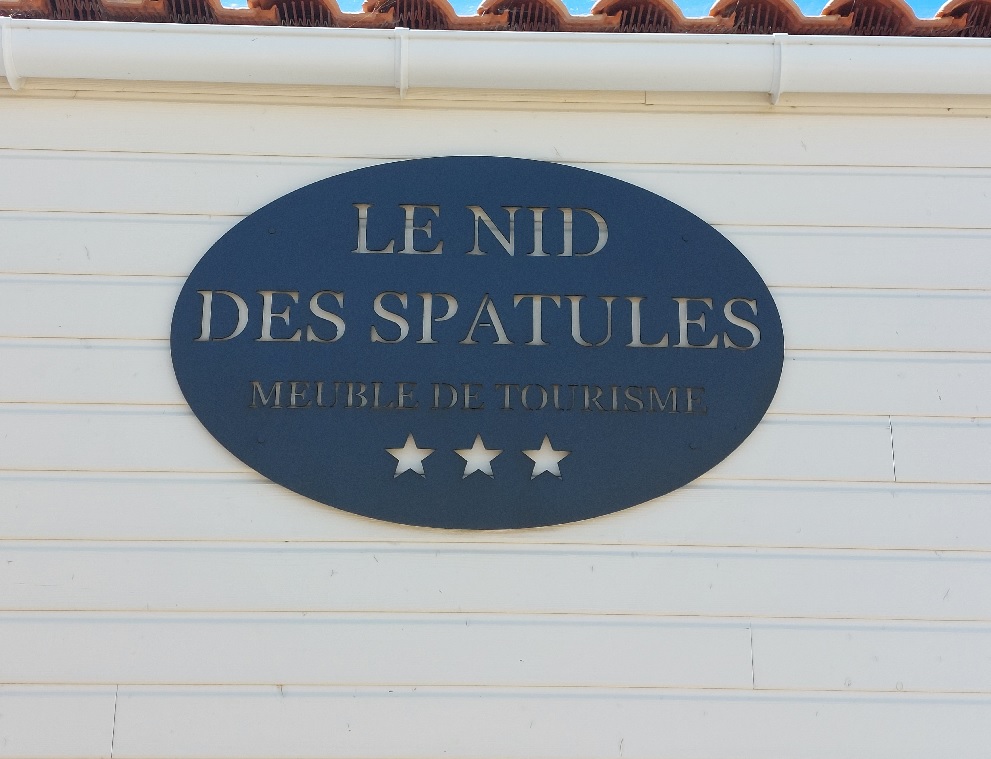 LE NID
DES SPATULES
MEUBLE DE TOURISME